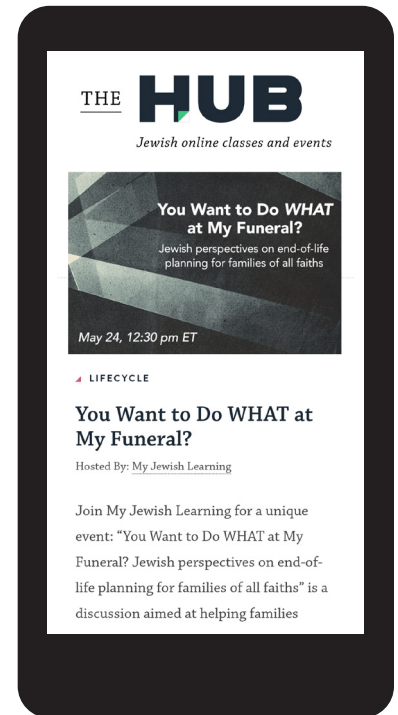 THE HUB
Jewish online classes and events
You Want to Do WHAT
at My Funeral?
Jewish perspectives on end-of-life
planning for families of all faiths
May 24, 12:30 pm ET
LIFECYCLE
You Want to Do WHAT at
My Funeral?
Hosted By: My Jewish Learning
Join My Jewish Learning for a unique
event: “You Want to Do WHAT at My
Funeral? Jewish perspectives on end-of-
life planning for families of all faiths” is a
discussion aimed at helping families